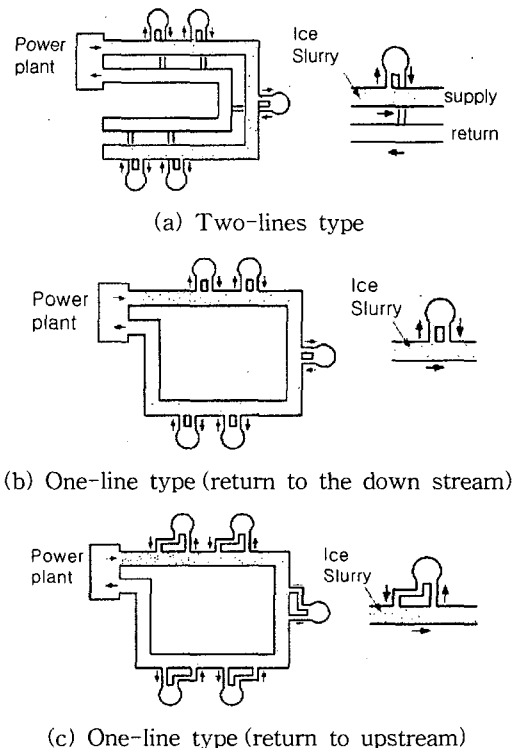 Power
plant
Ice
Slurry
supply
return
(a) Two-lines type
Power
plant
Ice
Slurry
(b) One-line type (return to the down stream)
Power
plant
Ice
Slurry
(c) One-line type (return to upstream)